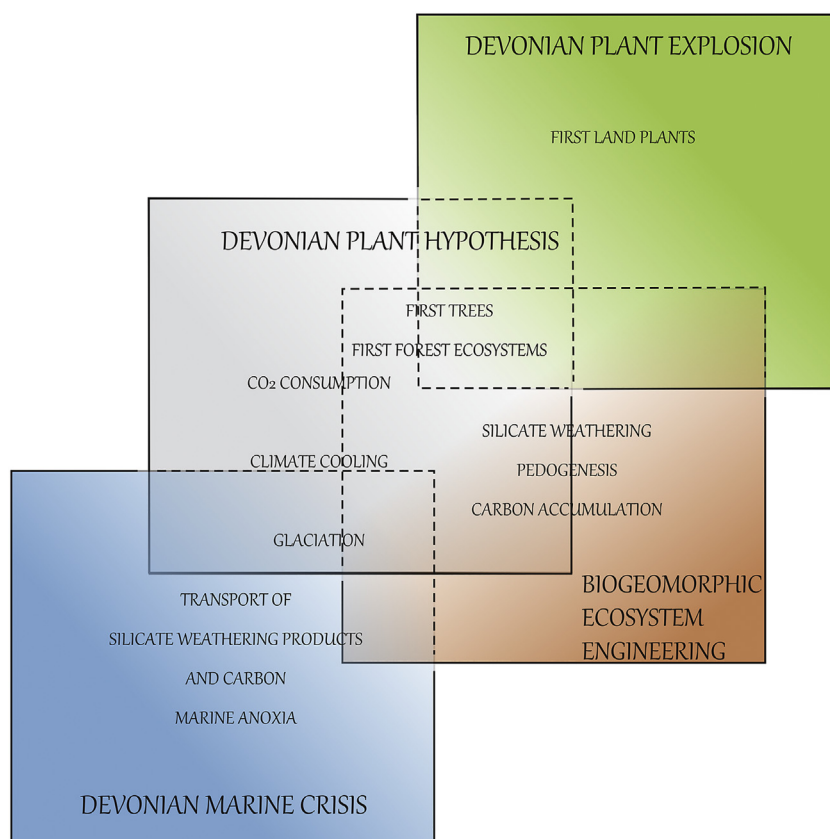 DEVONIAN PLANT EXPLOSION
FIRST LAND PLANTS
DEVONIAN PLANT HYPOTHESIS
FIRST TREES
FIRST FOREST ECOSYSTEMS
CO2 CONSUMPTION
SILICATE WEATHERING
CLIMATE COOLING
PEDOGENESIS
CARBON ACCUMULATION
GLACIATION
BIOGEOMORPHIC
ECOSYSTEM
ENGINEERING
TRANSPORT OF
SILICATE WEATHERING PRODUCTS
AND CARBON
MARINE ANOXIA
DEVONIAN MARINE CRISIS